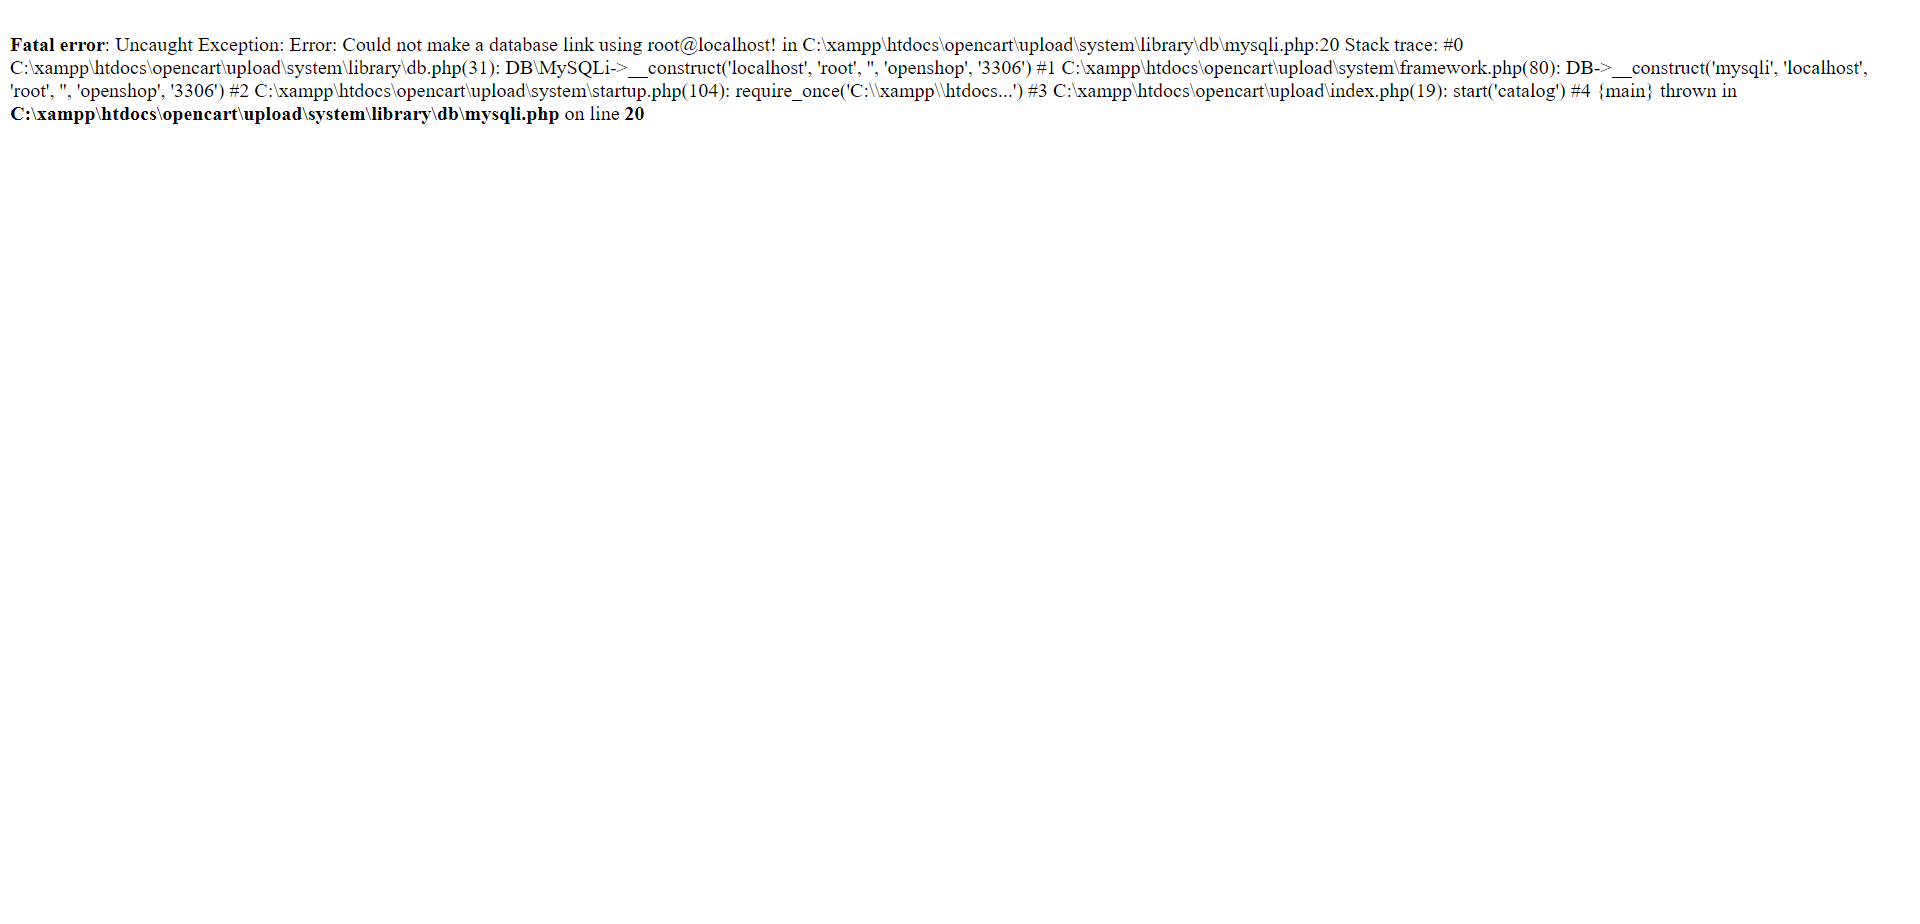 Fatal error: Uncaught Exception: Error: Could not make a database link using root@localhost! in C:\xampp\htdocs\opencart\upload\system\library\db\mysqli.php:20 Stack trace: #0
C:\xampp\htdocs\opencart\upload\system\library\db.php(31): DB\MySQLi->__construct('localhost', 'root', '', 'openshop', '3306') #1 C:\xampp\htdocs\opencart\upload\system\framework.php(80): DB->__construct('mysqli', 'localhost',
'root', '', 'openshop', '3306') #2 C:\xampp\htdocs\opencart\upload\system\startup.php(104): require_once('C:\\xampp\\htdocs...') #3 C:\xampp\htdocs\opencart\upload\index.php(19): start('catalog') #4 {main} thrown in
C:\xampp\htdocs\opencart\upload\system\library\db\mysqli.php on line 20